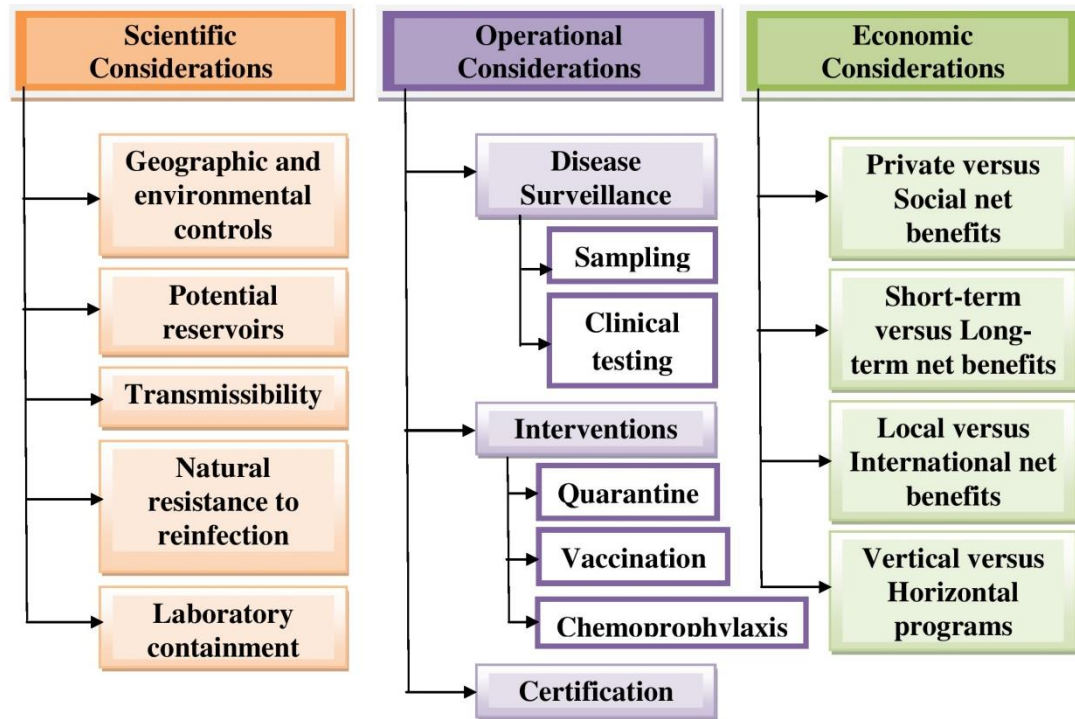 Scientific
Considerations
Geographic and
environmental
controls
Potential
reservoirs
Transmissibility
Natural
resistance to
reinfection
Laboratory
containment
Operational
Considerations
Disease
Surveillance
Sampling
Clinical
testing
Interventions
Quarantine
Vaccination
Chemoprophylaxis
Certification
Economic
Considerations
Private versus
Social net
benefits
Short-term
versus Long-
term net benefits
Local versus
International net
benefits
Vertical versus
Horizontal
programs